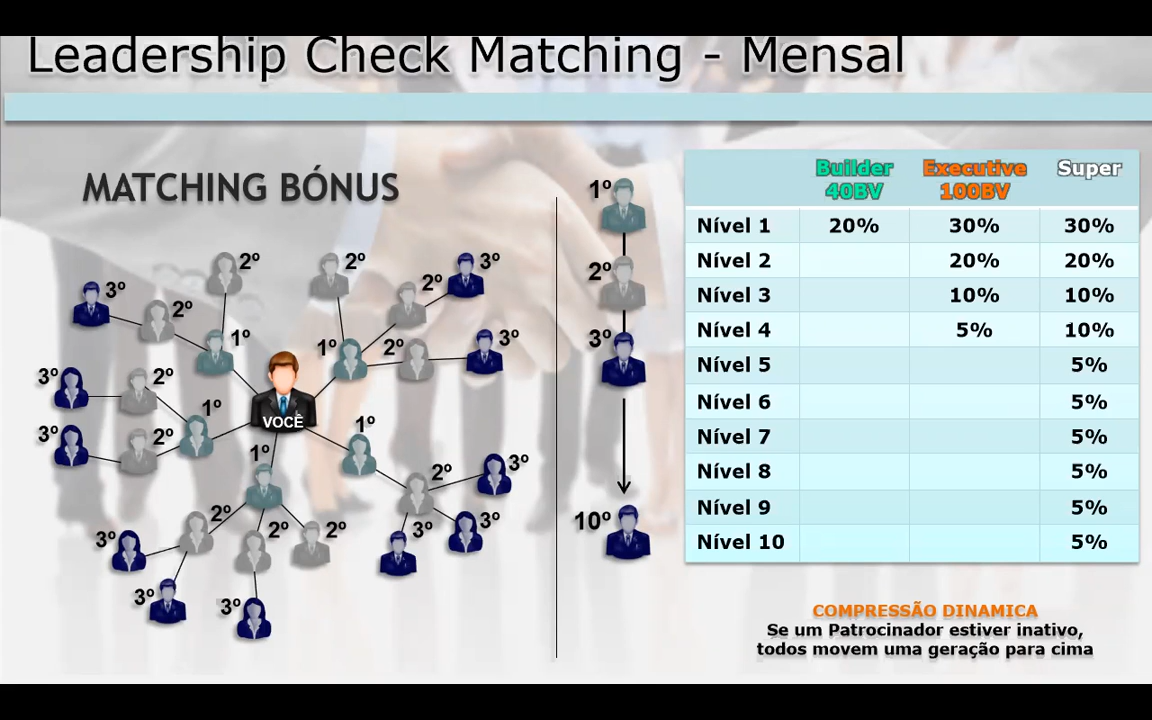 Leadership Check Matching - Mensal
MATCHING BÓNUS
2º
2º
3º
3º
2º
2º
1º
1º
2º
3º
3º
2º
VOCÊ
1º
1º
3º
2º
1º
2º
3º
2º
2º
2º
3º
3º
3º
3º
3º
1º
2º
3º
10º
Builder 40BV Executive 100BV Super
Nível 1 20% 30% 30%
Nível 2 20% 20%
Nível 3 10% 10%
Nível 4 5% 10%
Nível 5 5%
Nível 6 5%
Nível 7 5%
Nível 8 5%
Nível 9 5%
Nível 10 5%
COMPRESSÃO DINAMICA
Se um Patrocinador estiver inativo,
todos movem uma geração para cima